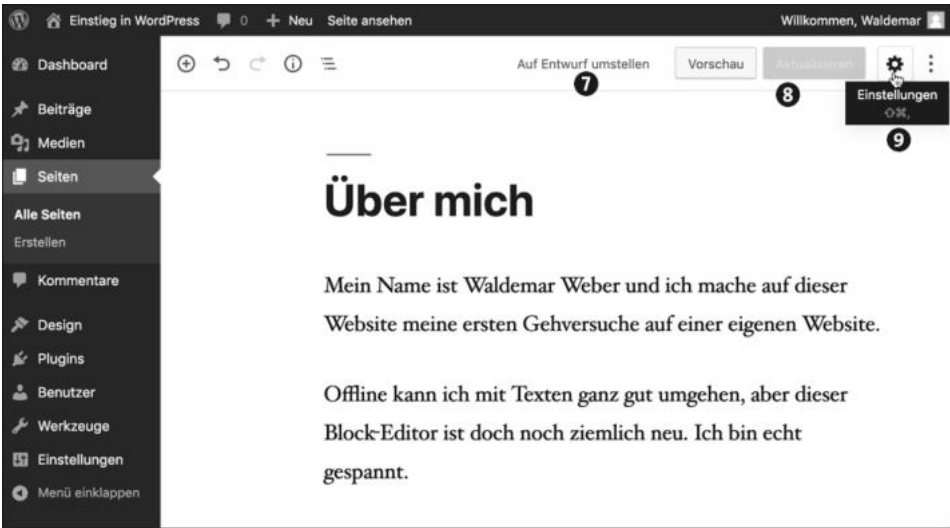 Einstieg in WordPress 0 + Neu Seite ansehen Willkommen, Waldemar
Dashboard
Beiträge
Medien
Seiten
Alle Seiten
Erstellen
Kommentare
Design
Plugins
Benutzer
Werkzeuge
Einstellungen
Menü einklappen
Auf Entwurf umstellen Vorschau Aktualisieren
7 8
Einstellungen
⇧⌘,
9
Über mich
Mein Name ist Waldemar Weber und ich mache auf dieser
Website meine ersten Gehversuche auf einer eigenen Website.
Offline kann ich mit Texten ganz gut umgehen, aber dieser
Block-Editor ist doch noch ziemlich neu. Ich bin echt
gespannt.